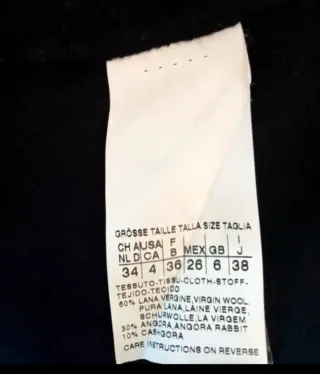 GRÖSSE TAILLE TALLA SIZE TAGLIA
CH A USA F MEX GB I
NL D CA B J
34 4 36 26 6 38
TESSUTO-TISSU-CLOTH-STOFF-
TEJIDO-TECIDO
60% LANA VERGINE,VIRGIN WOOL,
PURA LANA,LAINE VIERGE,
SCHURWOLLE,LA VIRGEM
30% ANGORA,ANGORA RABBIT
10% CASHGORA
CARE INSTRUCTIONS ON REVERSE